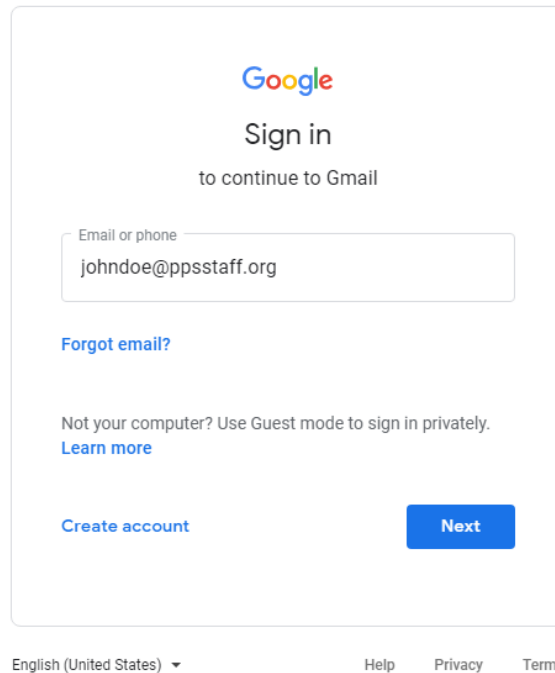 Google
Sign in
to continue to Gmail
Email or phone
johndoe@ppsstaff.org
Forgot email?
Not your computer? Use Guest mode to sign in privately.
Learn more
Create account
Next
English (United States)
Help
Privacy
Term